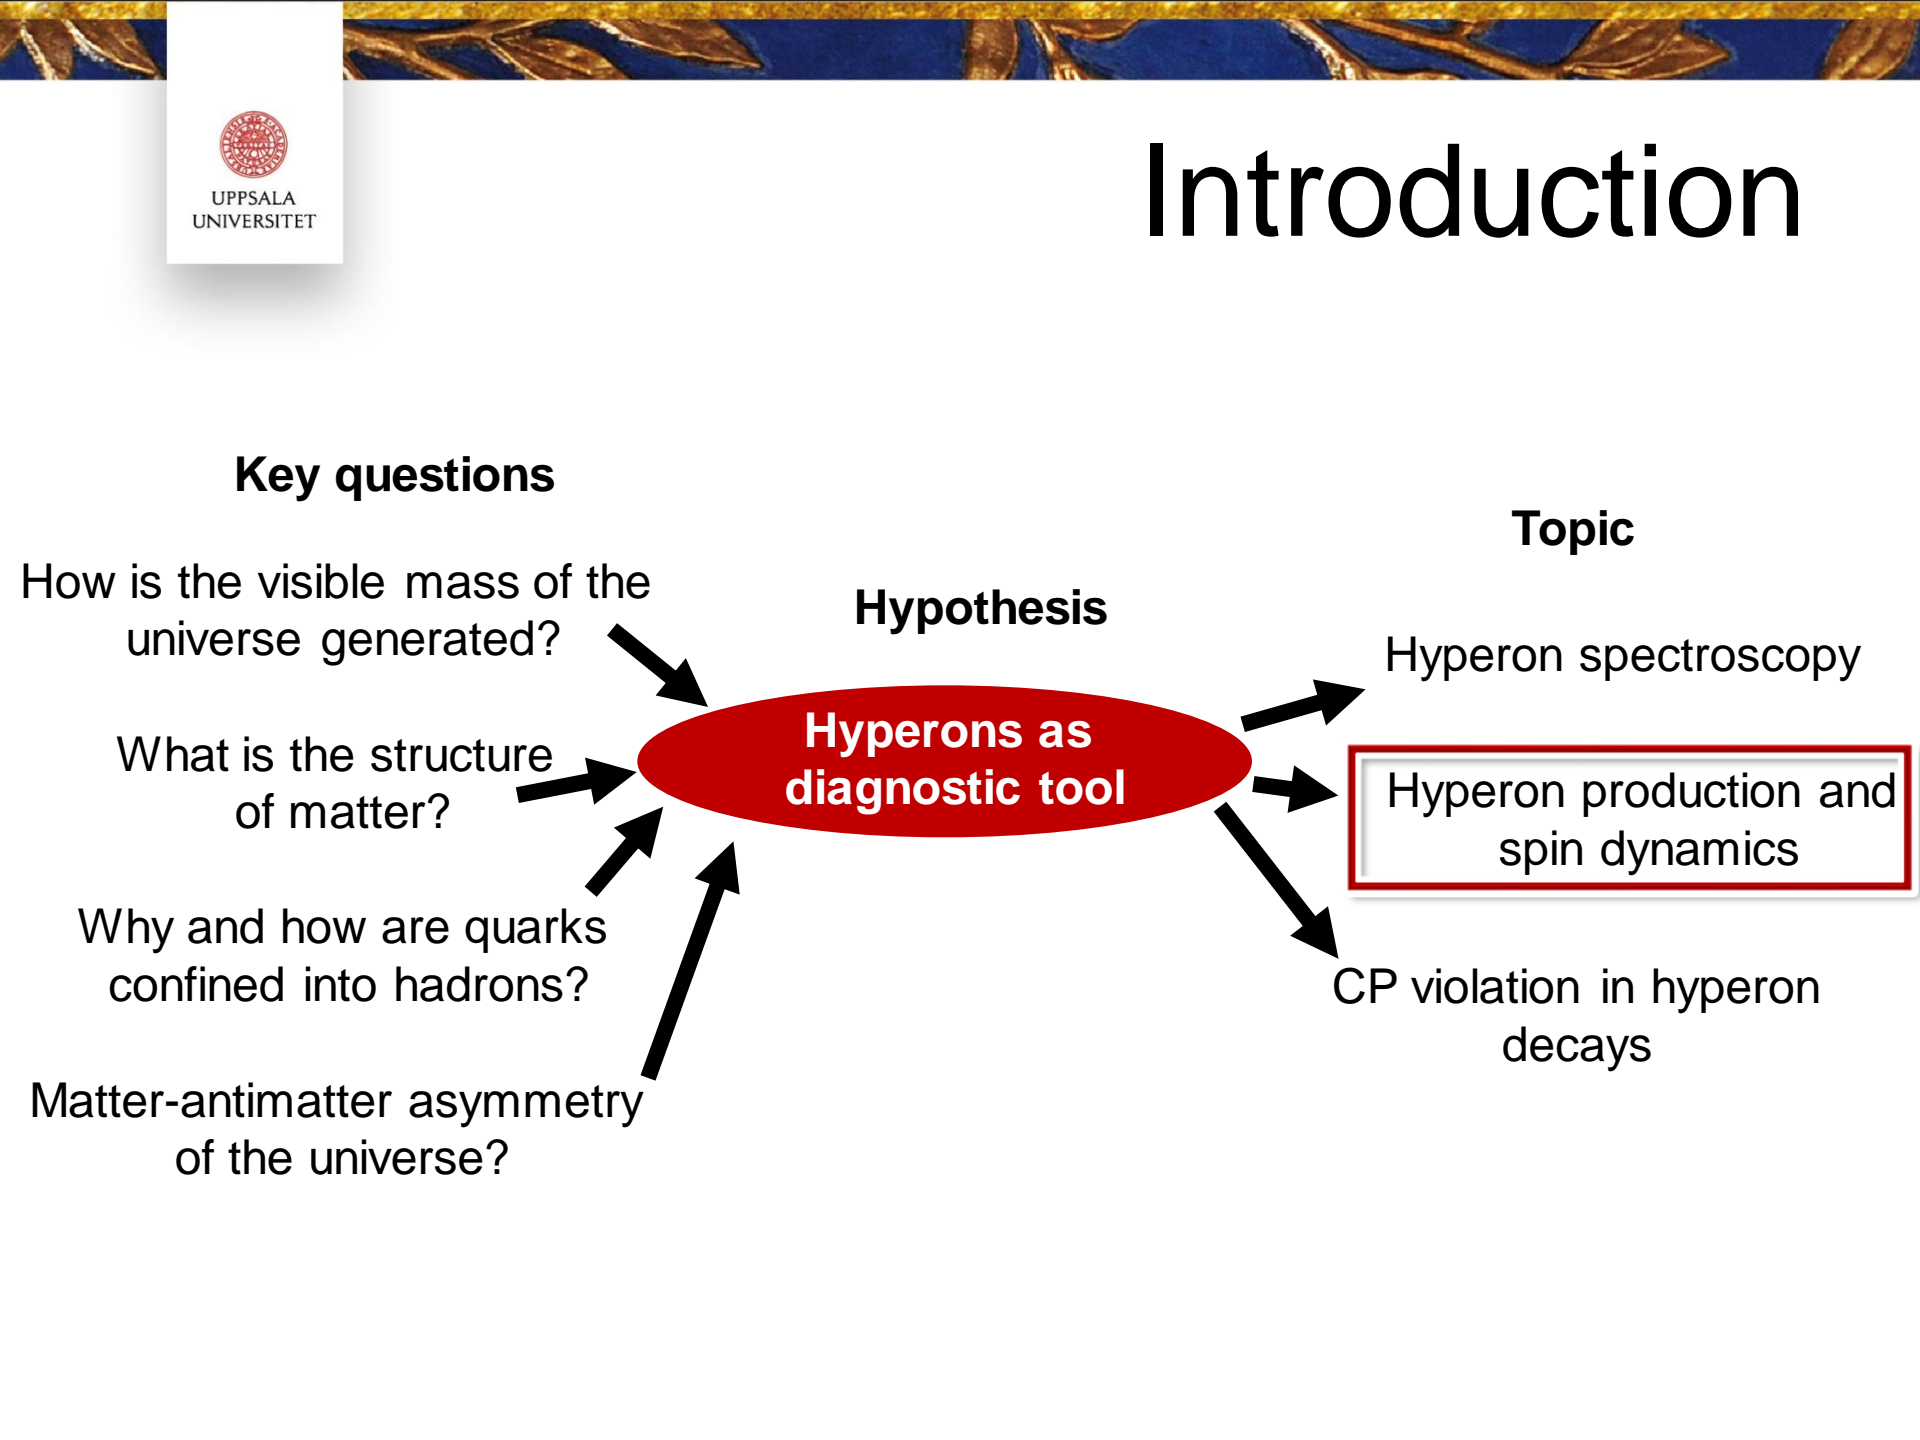 UPPSALA
UNIVERSITET
Introduction
Key questions
How is the visible mass of the
universe generated?
What is the structure
of matter?
Why and how are quarks
confined into hadrons?
Matter-antimatter asymmetry
of the universe?
Hypothesis
Hyperons as
diagnostic tool
Topic
Hyperon spectroscopy
Hyperon production and
spin dynamics
CP violation in hyperon
decays